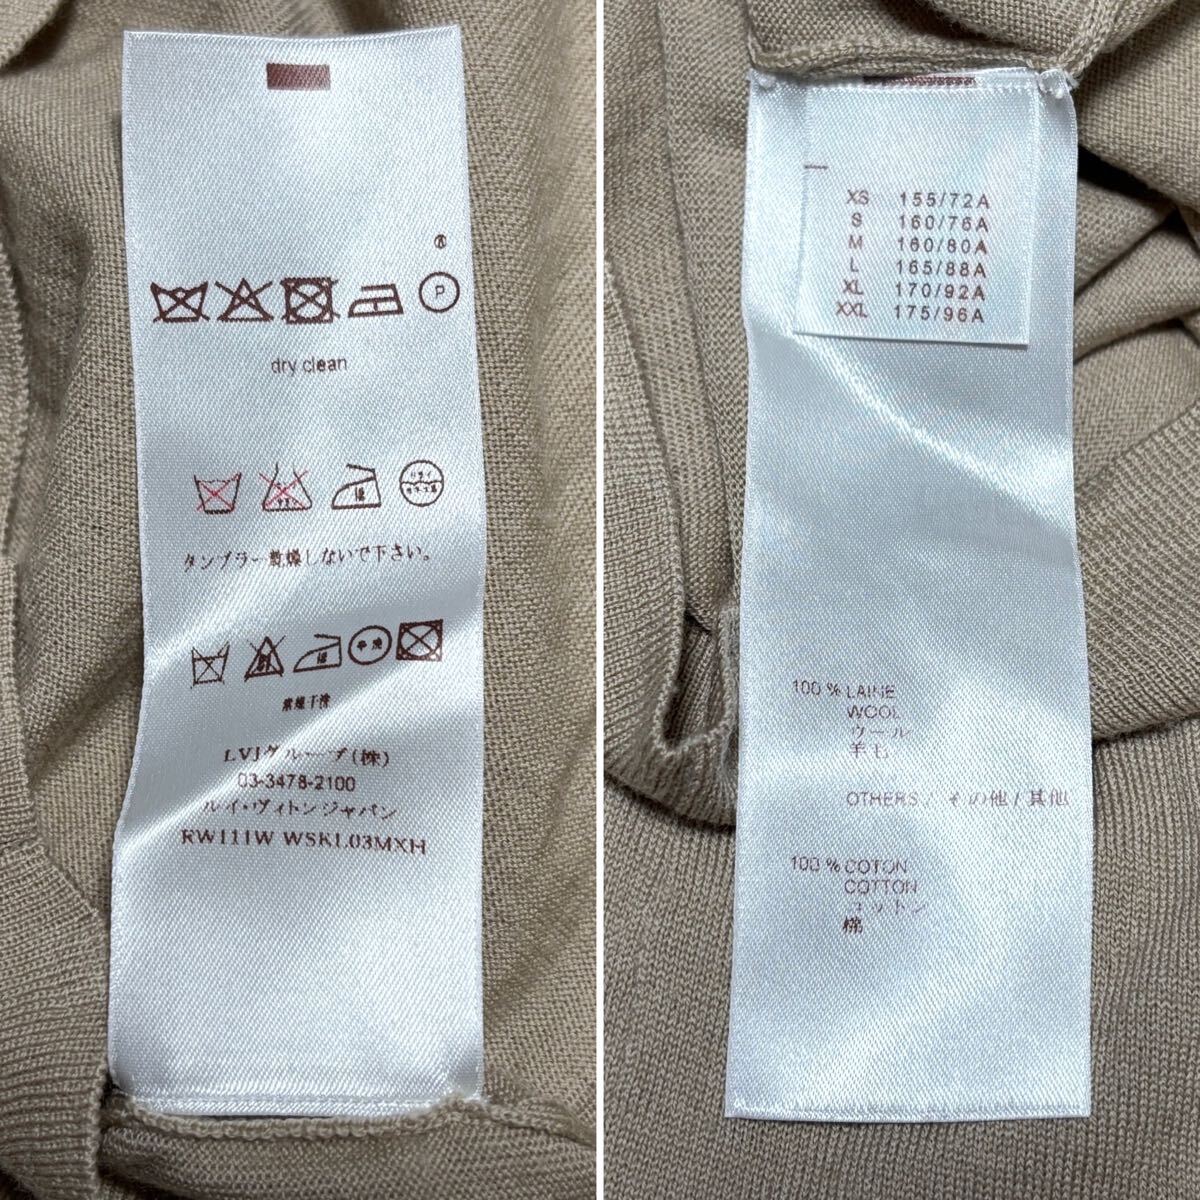 ®
P
dry clean
タンブラー乾燥しないで下さい。
常規干洗
LVJグループ(株)
03-3478-2100
ルイ・ヴィトンジャパン
RW111W WSKL03MXH
XS 155/72A
S 160/76A
M 160/80A
L 165/88A
XL 170/92A
XXL 175/96A
100 % LAINE
WOOL
ウール
羊毛
OTHERS / その他 / 其他
100 % COTON
COTTON
コットン
棉